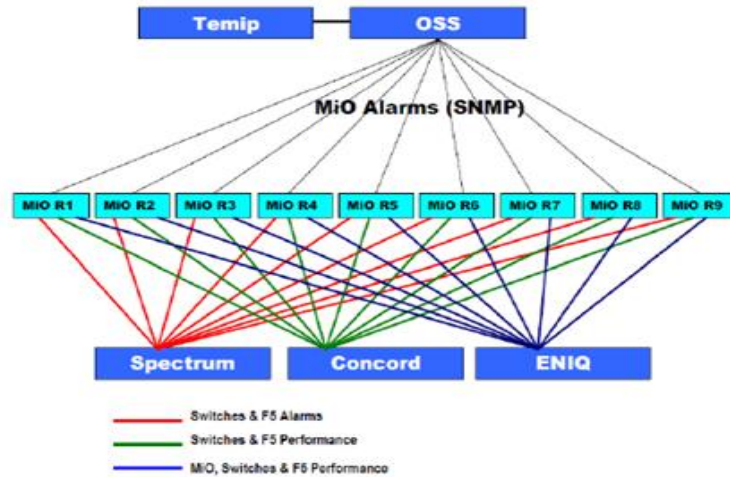 Temip
OSS
MiO Alarms (SNMP)
MiO R1
MiO R2
MiO R3
MiO R4
MiO R5
MiO R6
MiO R7
MiO R8
MiO R9
Spectrum
Concord
ENIQ
Switches & F5 Alarms
Switches & F5 Performance
MiO, Switches & F5 Performance